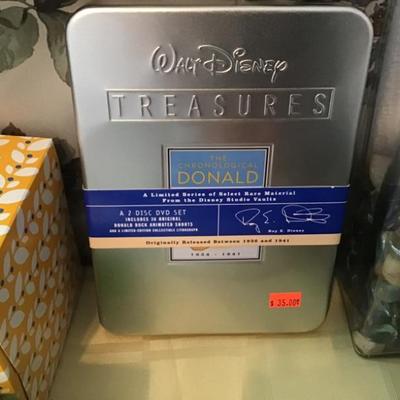 WALT DISNEY
TREASURES
THE
CHRONOLOGICAL
DONALD
A Limited Series of Select Rare Material
From the Disney Studio Vaults
A 2 DISC DVD SET
INCLUDES 36 ORIGINAL
DONALD DUCK ANIMATED SHORTS
AND A LIMITED-EDITION COLLECTIBLE LITHOGRAPH
Roy E. Disney
Originally Released Between 1936 and 1941
1934 - 1941
$ 35.00